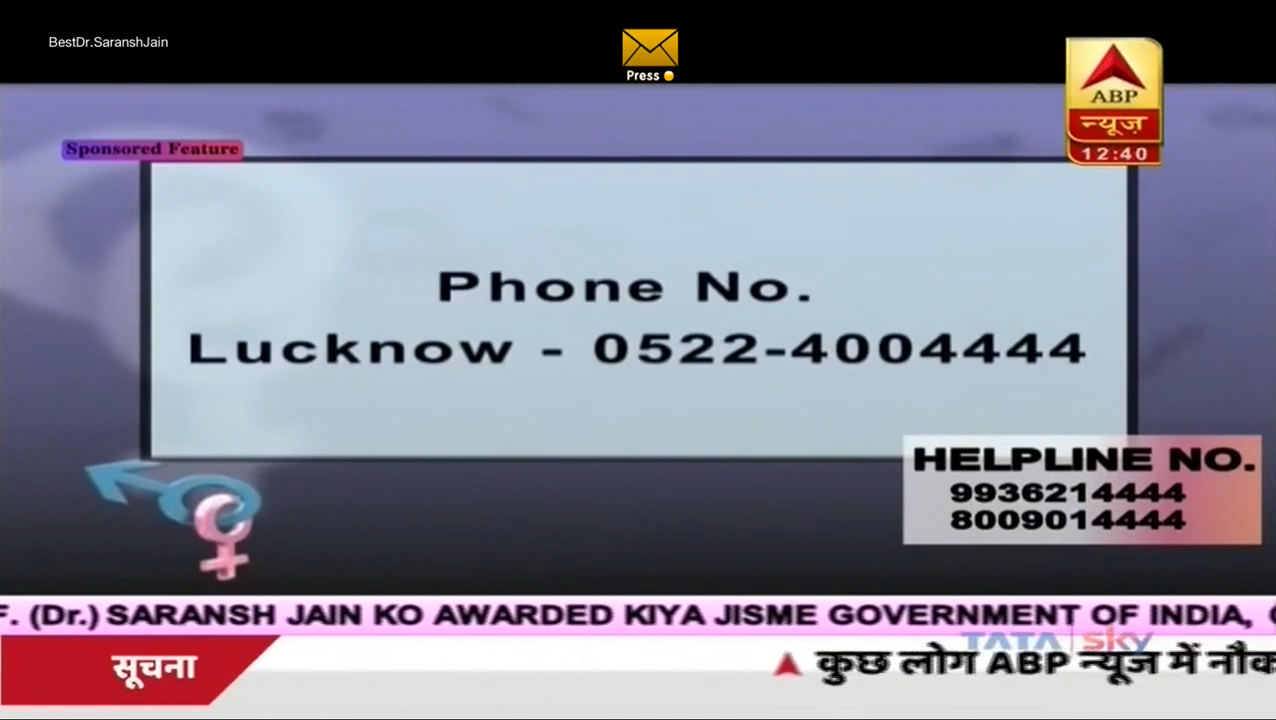 BestDr.SaranshJain
Press
ABP
न्यूज़
12:40
Sponsored Feature
Phone No.
Lucknow - 0522-4004444
HELPLINE NO.
9936214444
8009014444
F. (Dr.) SARANSH JAIN KO AWARDED KIYA JISME GOVERNMENT OF INDIA,
TATA sky
सूचना
कुछ लोग ABP न्यूज में नौक